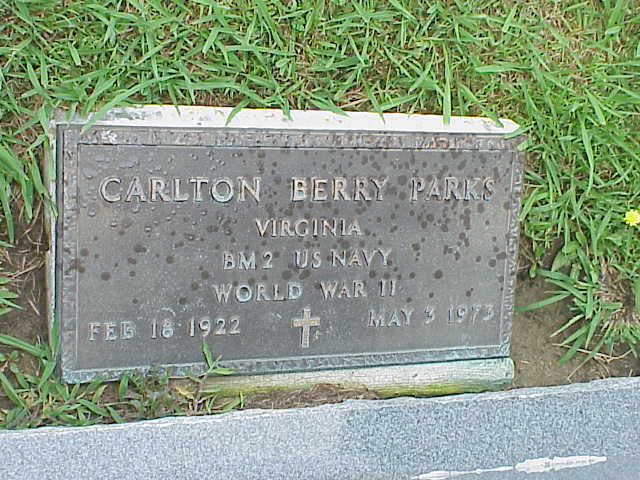 CARLTON BERRY PARKS
VIRGINIA
BM2 US NAVY
WORLD WAR II
FEB 18 1922 MAY 3 1973